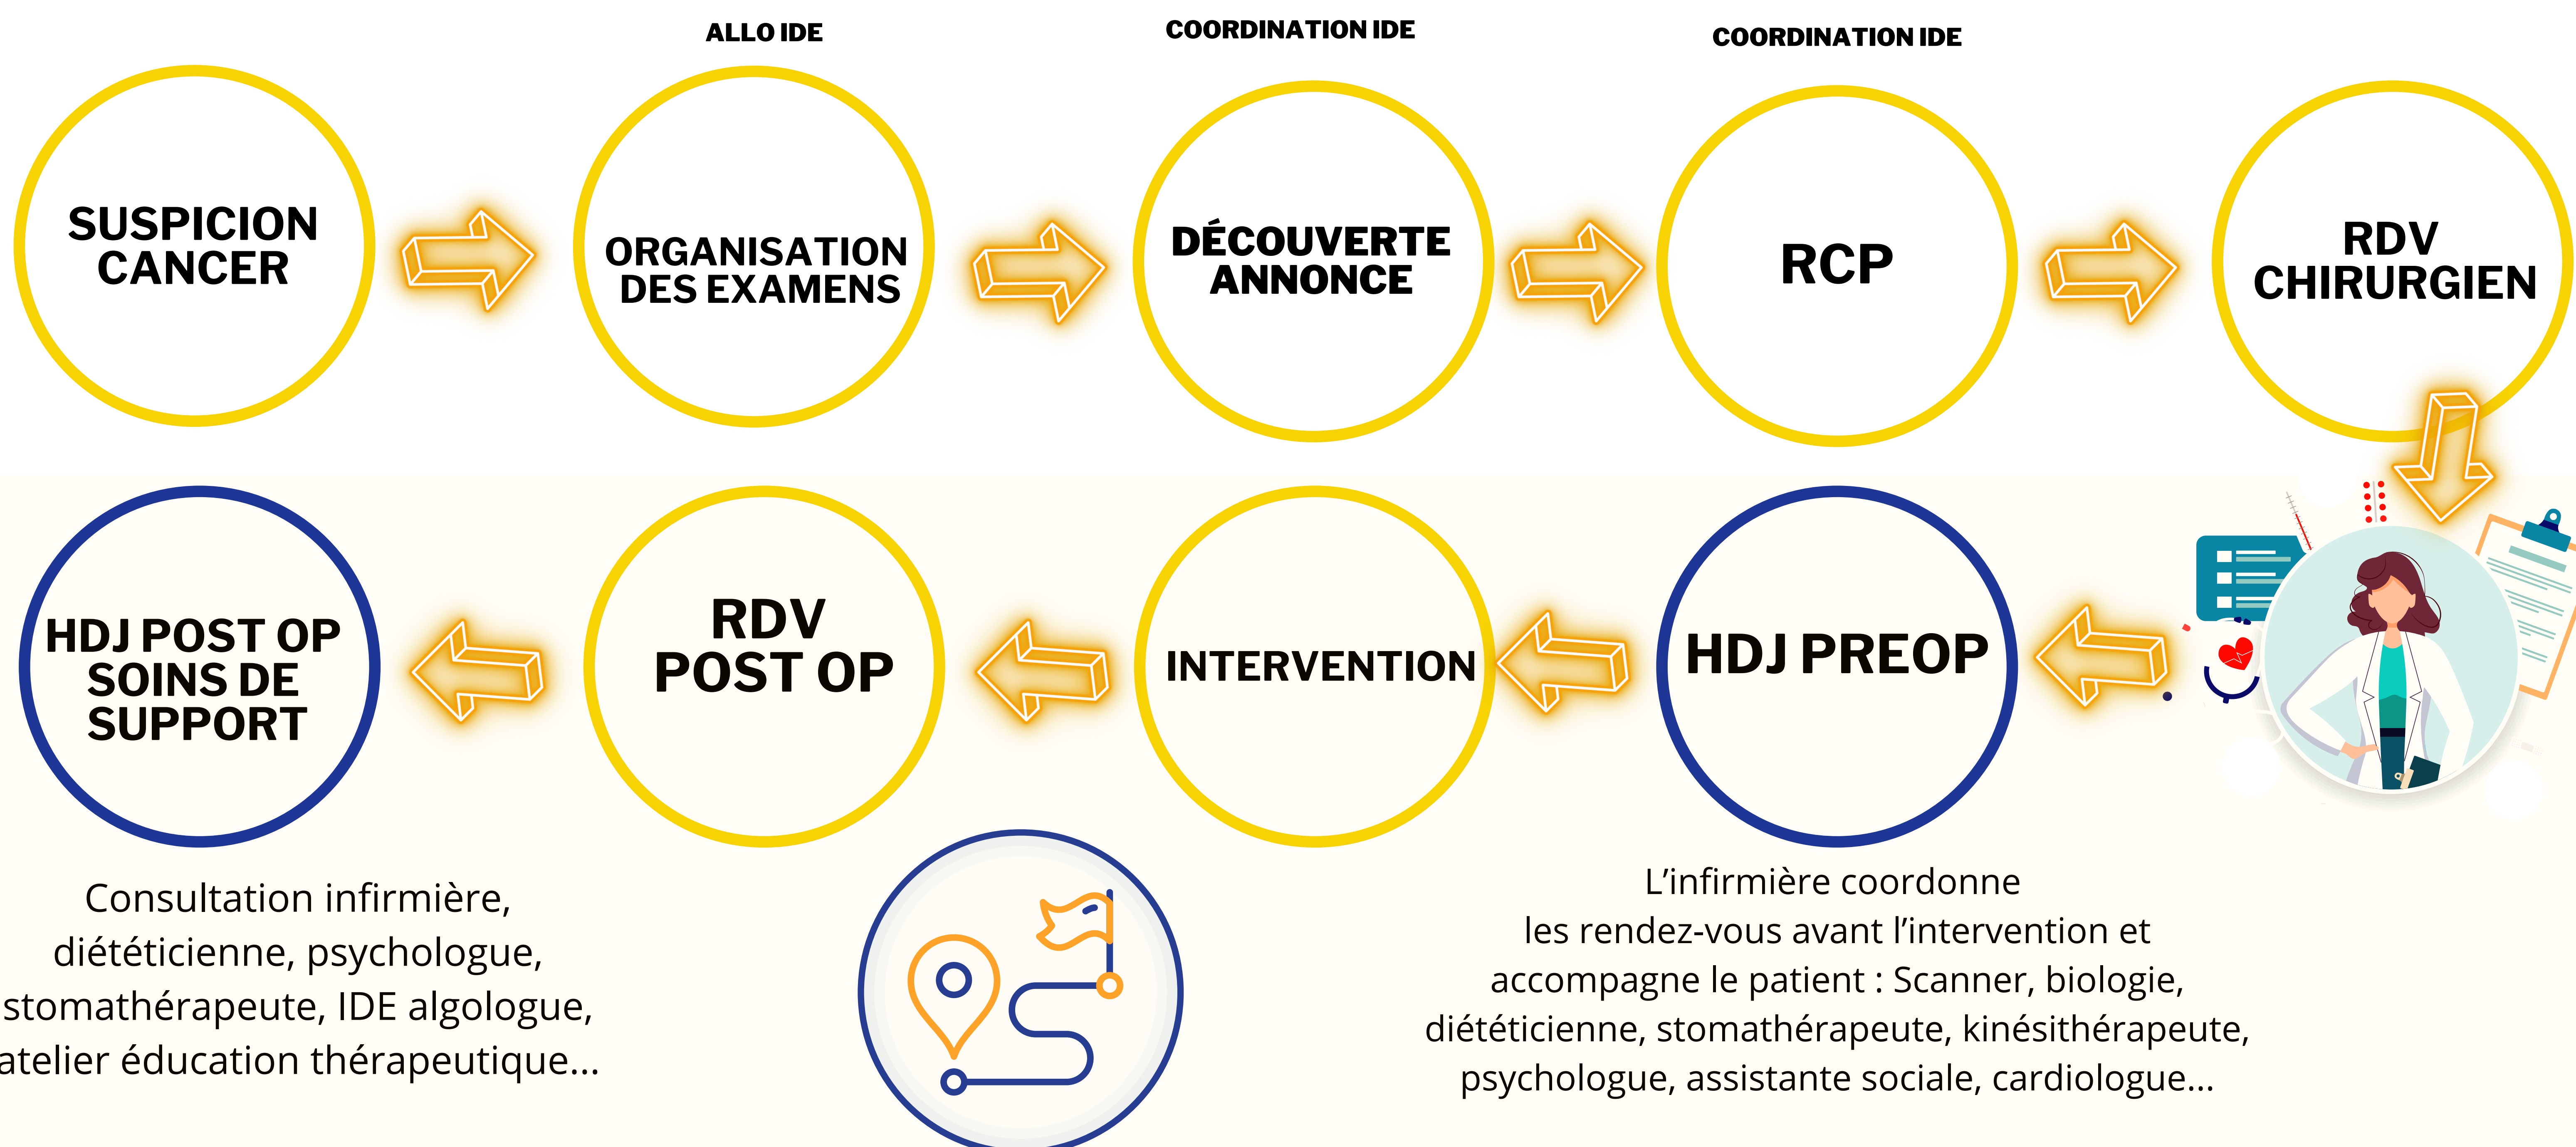 ALLO IDE
COORDINATION IDE
COORDINATION IDE
SUSPICION
CANCER
ORGANISATION
DES EXAMENS
DÉCOUVERTE
ANNONCE
RCP
RDV
CHIRURGIEN
HDJ POST OP
SOINS DE
SUPPORT
RDV
POST OP
INTERVENTION
HDJ PREOP
Consultation infirmière,
diététicienne, psychologue,
stomathérapeute, IDE algologue,
atelier éducation thérapeutique...
L’infirmière coordonne
les rendez-vous avant l’intervention et
accompagne le patient : Scanner, biologie,
diététicienne, stomathérapeute, kinésithérapeute,
psychologue, assistante sociale, cardiologue...